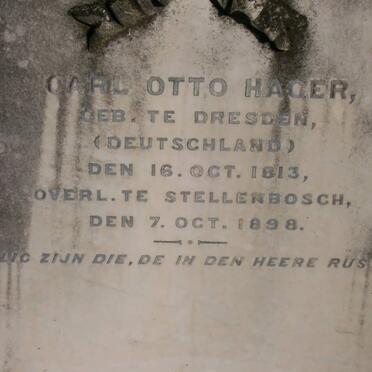 CARL OTTO HAGER,
GEB. TE DRESDEN,
(DEUTSCHLAND)
DEN 16. OCT. 1813,
OVERL. TE STELLENBOSCH,
DEN 7. OCT. 1898.
ZIJN DIE, DE IN DEN HEERE